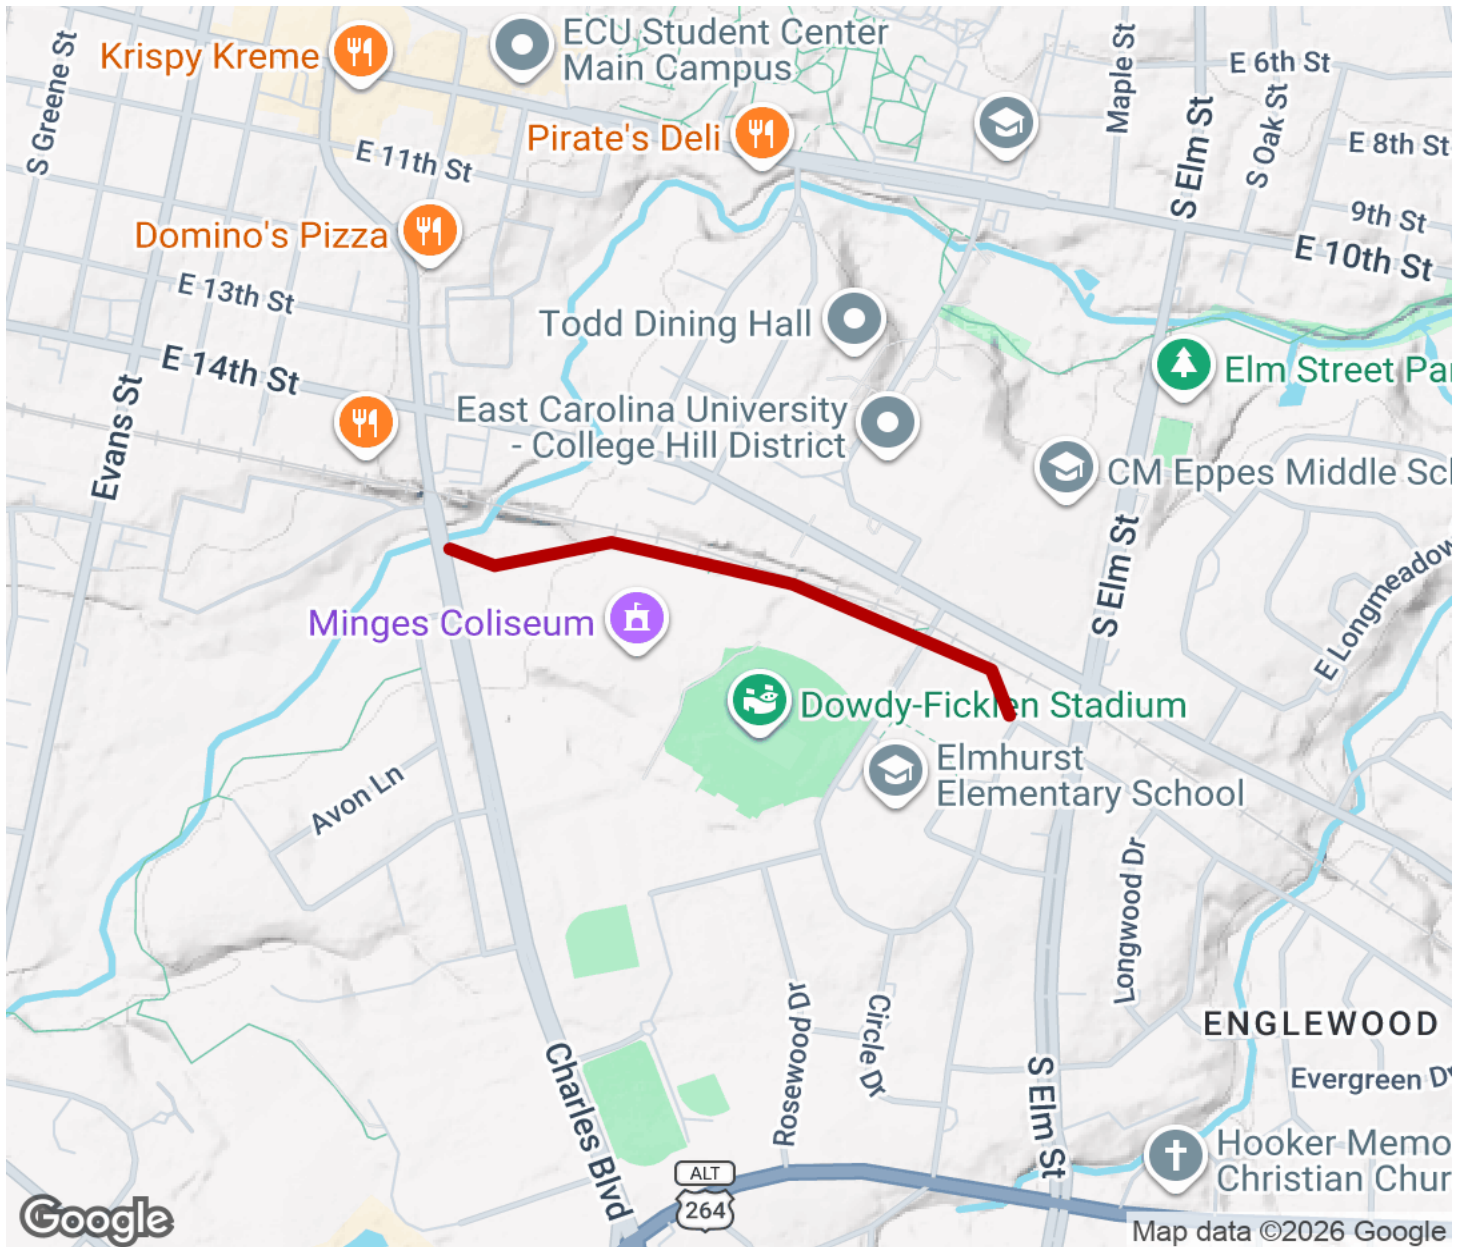 ECU Student Center
Main Campus
Krispy Kreme
S Greene St
Maple St
E 6th St
S Elm St
S Oak St
E 8th St
Pirate's Deli
E 11th St
9th St
Domino's Pizza
E 10th St
E 13th St
Todd Dining Hall
E 14th St
Elm Street Pa
Evans St
East Carolina University
- College Hill District
CM Eppes Middle Sc
S Elm St
E Longmeadow
Minges Coliseum
Dowdy-Ficklen Stadium
Elmhurst
Elementary School
Avon Ln
Longwood Dr
Rosewood Dr
Circle Dr
ENGLEWOOD
Charles Blvd
S Elm St
Evergreen D
Hooker Memo
Christian Chur
ALT
264
Google
Map data ©2026 Google